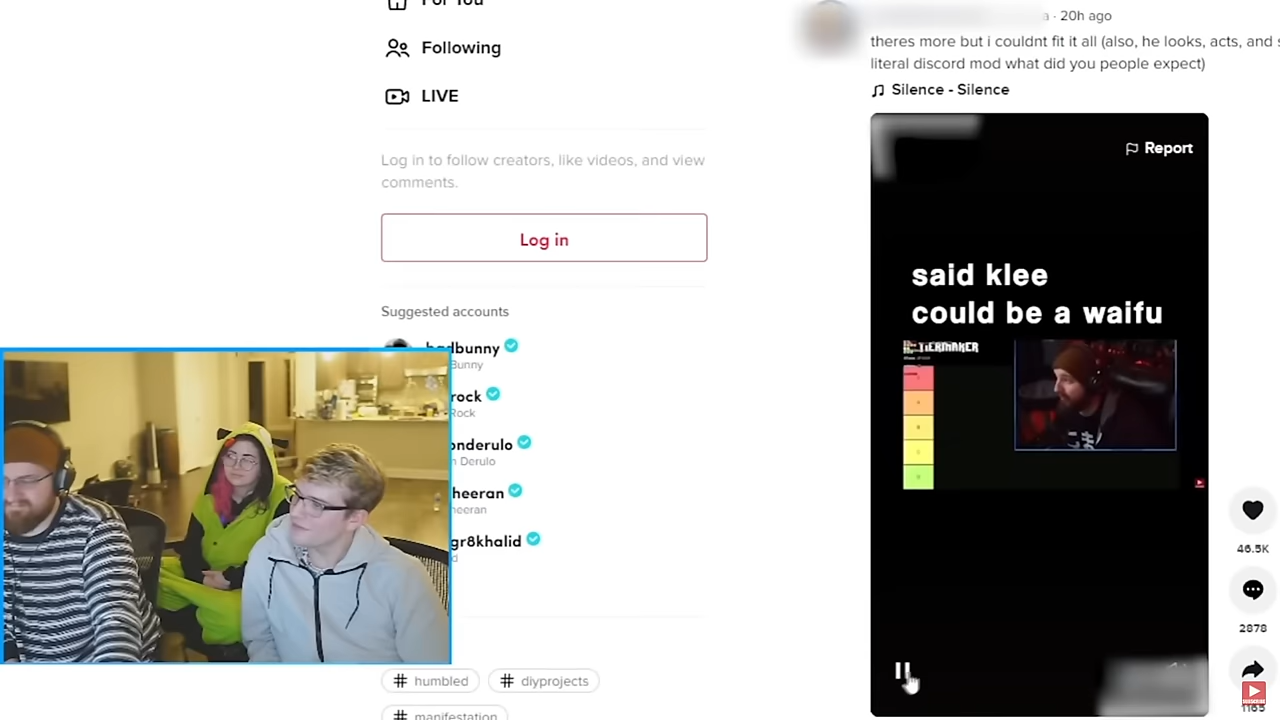 For You
Following
LIVE
Log in to follow creators, like videos, and view
comments.
Log in
Suggested accounts
badbunny
Bunny
rock
Rock
onderulo
n Derulo
heeran
heeran
gr8khalid
d
# humbled
# diyprojects
# manifestation
a · 20h ago
theres more but i couldnt fit it all (also, he looks, acts, and s
literal discord mod what did you people expect)
Silence - Silence
Report
said klee
could be a waifu
TIERMAKER
46.5K
2878
1165
SUBSCRIBE